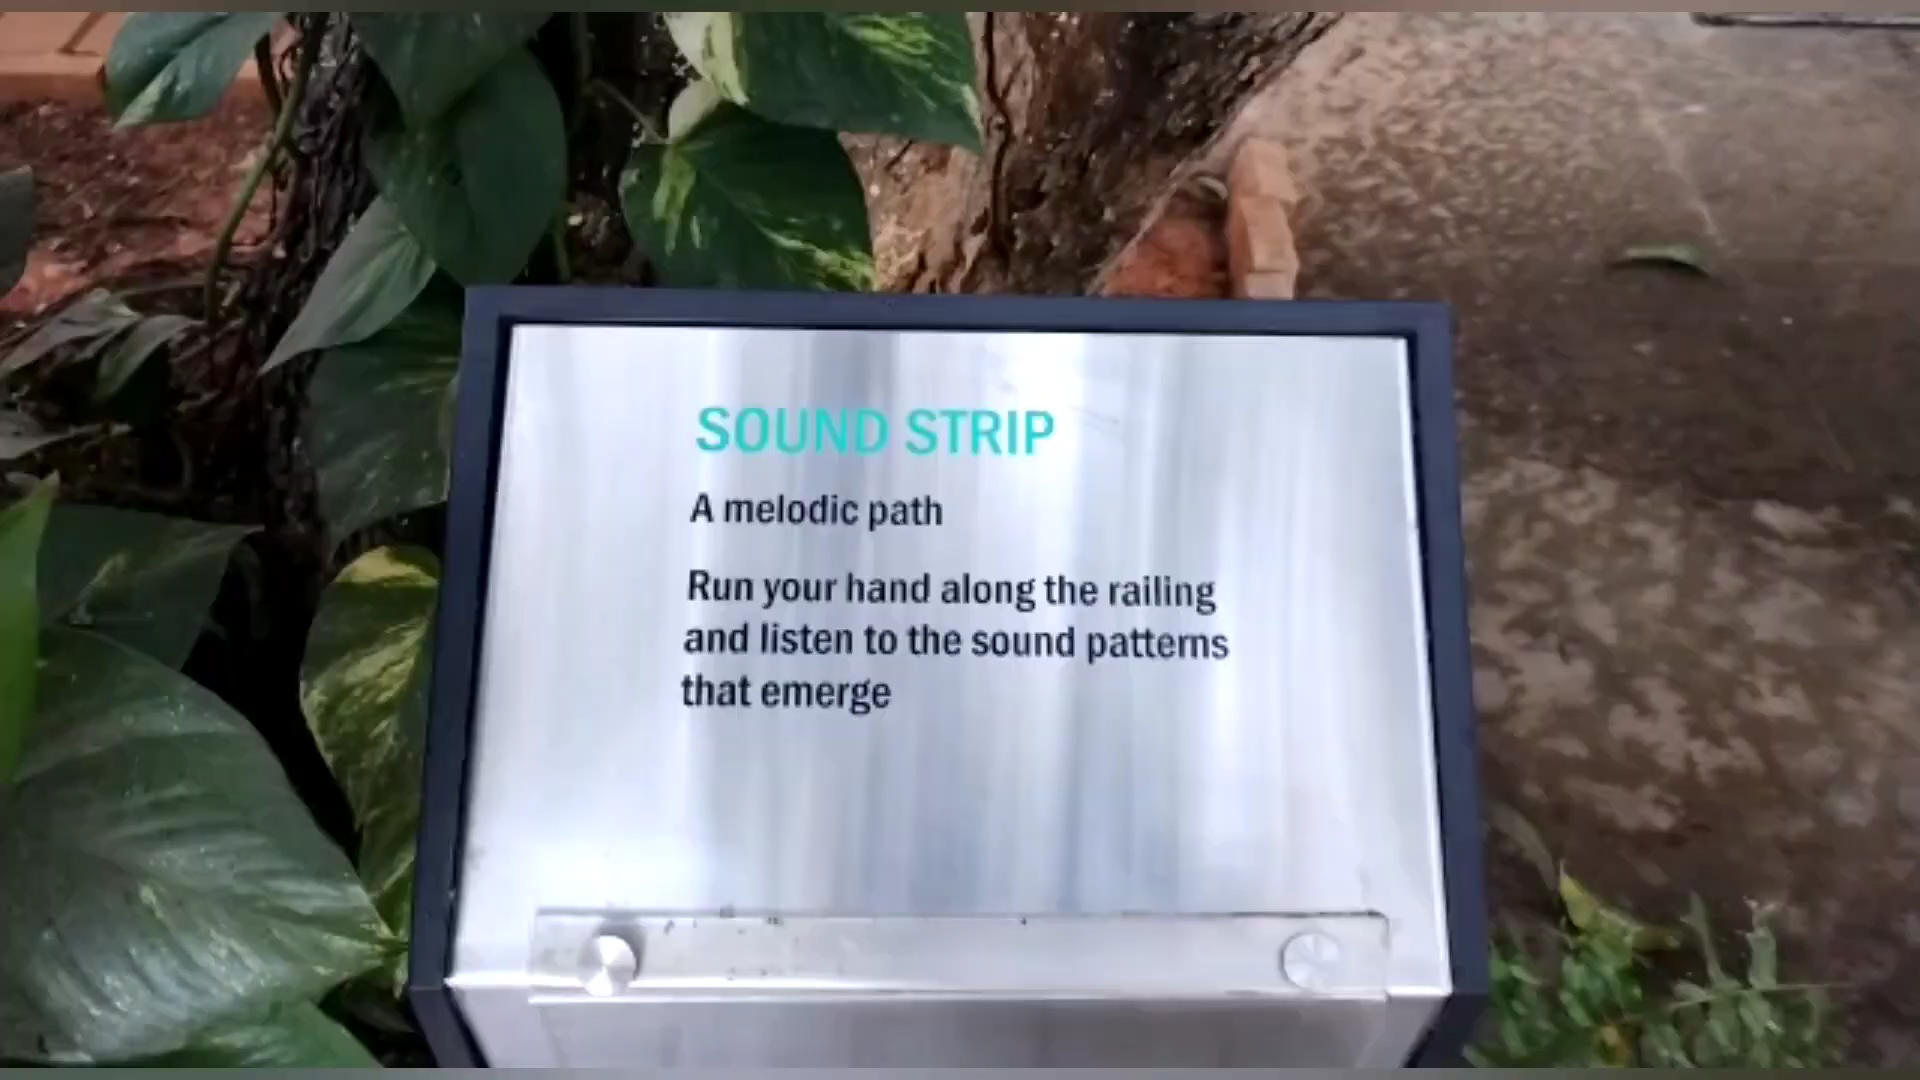 SOUND STRIP
A melodic path
Run your hand along the railing
and listen to the sound patterns
that emerge